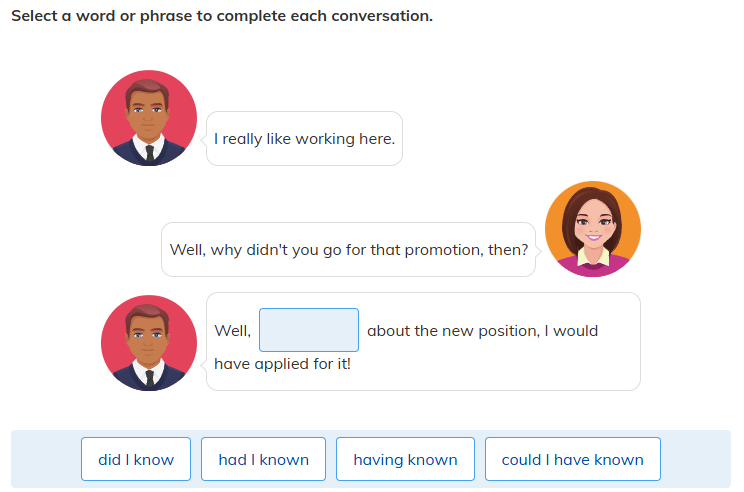 Select a word or phrase to complete each conversation.
I really like working here.
Well, why didn't you go for that promotion, then?
Well, about the new position, I would
have applied for it!
did I know had I known having known could I have known